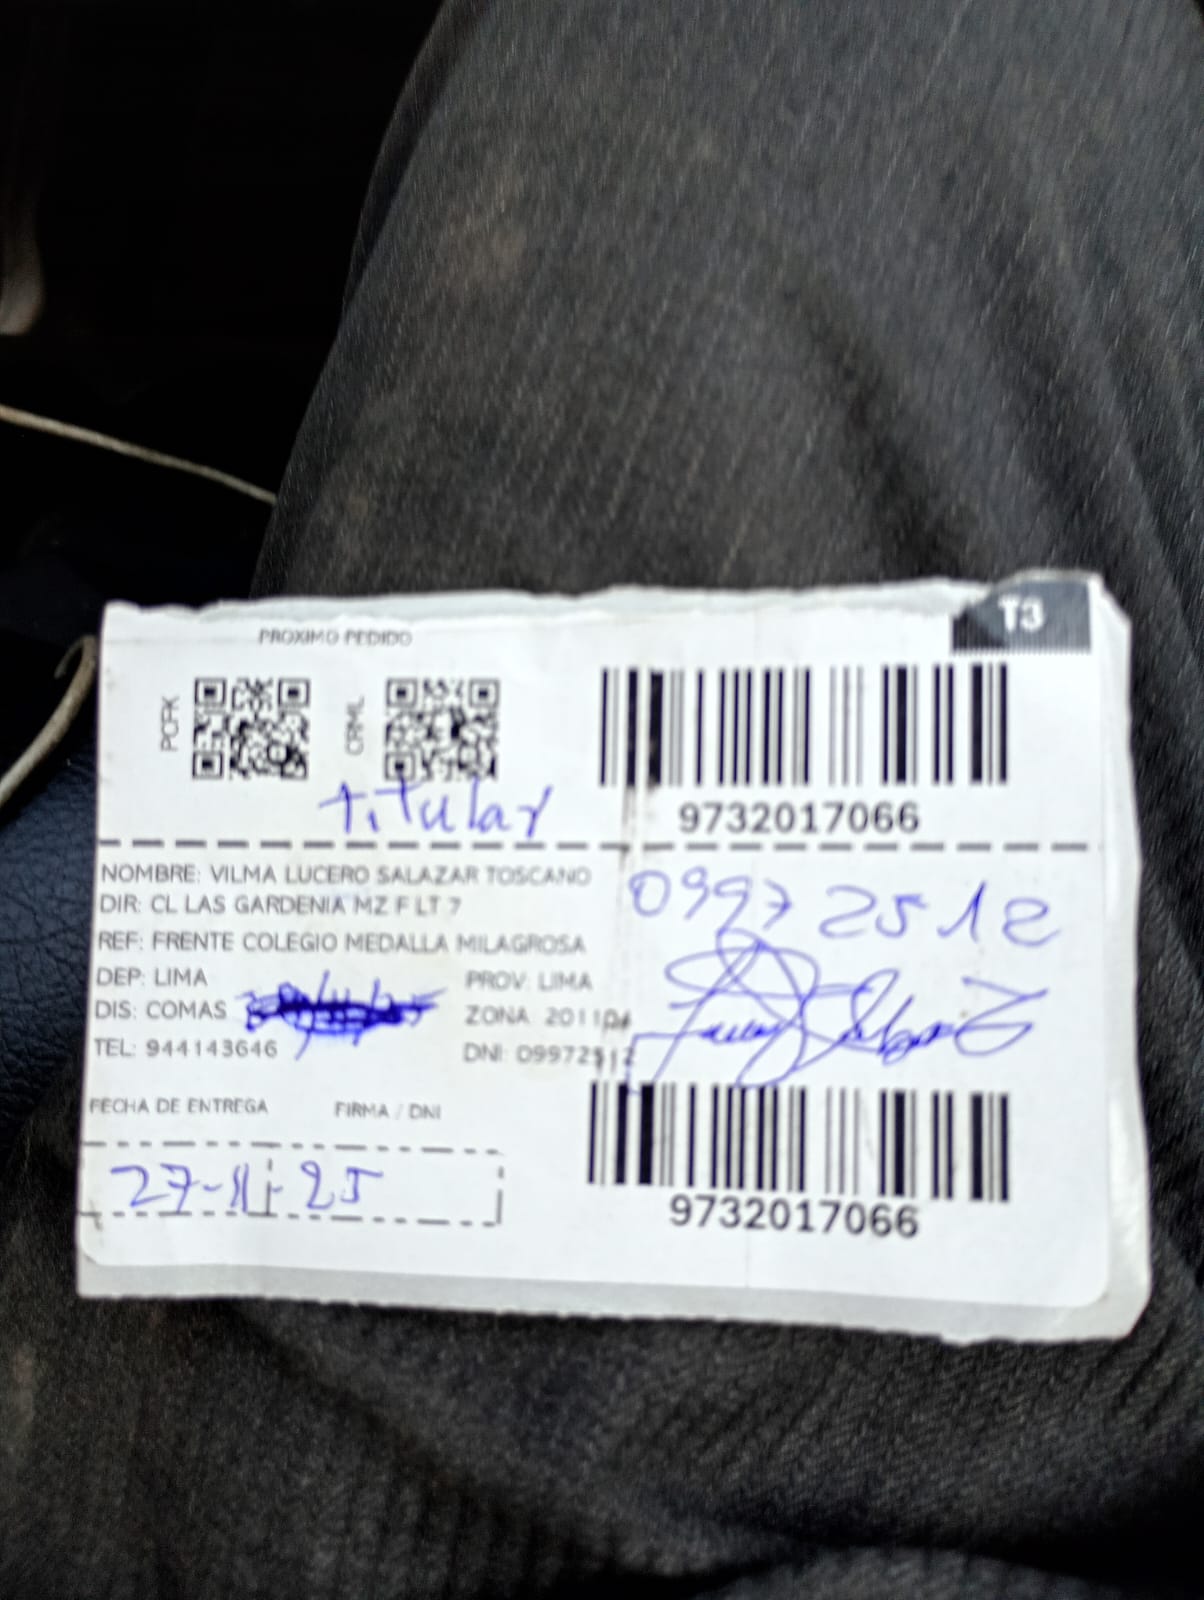 T3
PROXIMO PEDIDO
PCRK
CRML
titular
9732017066
NOMBRE: VILMA LUCERO SALAZAR TOSCANO
DIR: CL LAS GARDENIA MZ F LT 7
REF: FRENTE COLEGIO MEDALLA MILAGROSA
09972512
DEP: LIMA PROV: LIMA
DIS: COMAS ZONA: 201104
TEL: 944143646 DNI: 09972512
FECHA DE ENTREGA FIRMA / DNI
27-11-25
9732017066